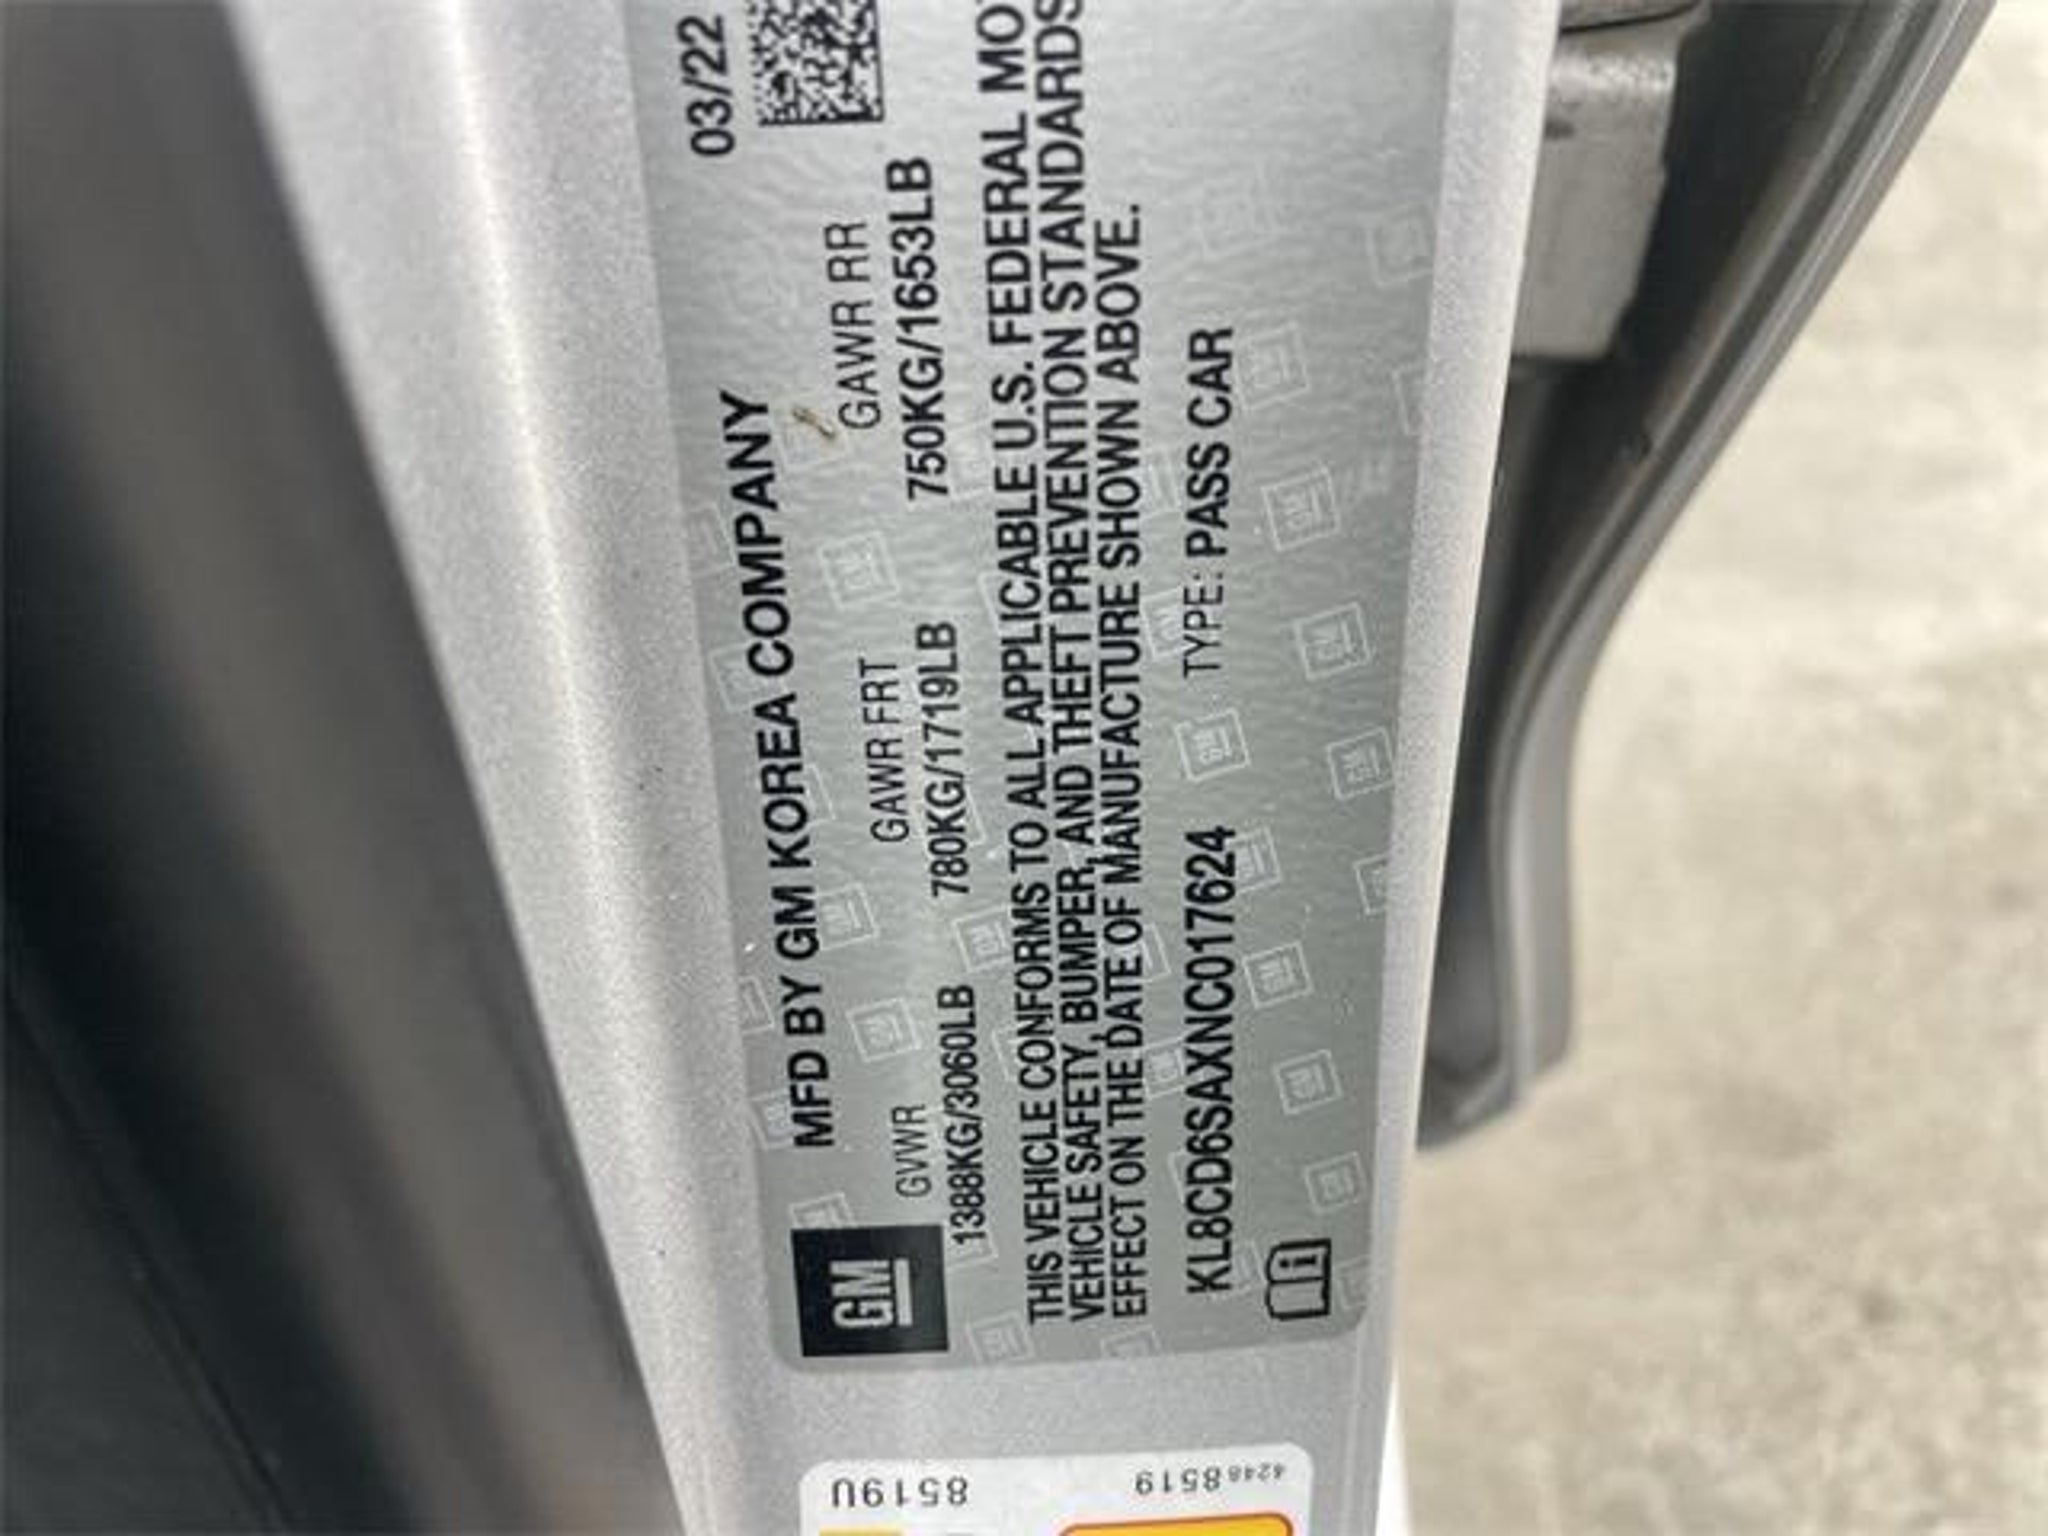 MFD BY GM KOREA COMPANY 03/22
GM
GVWR GAWR FRT GAWR RR
1388KG/3060LB 780KG/1719LB 750KG/1653LB
THIS VEHICLE CONFORMS TO ALL APPLICABLE U.S. FEDERAL MO
VEHICLE SAFETY, BUMPER, AND THEFT PREVENTION STANDARDS
EFFECT ON THE DATE OF MANUFACTURE SHOWN ABOVE.
KL8CD6SAXNC017624 TYPE: PASS CAR
i
8519U
42488519